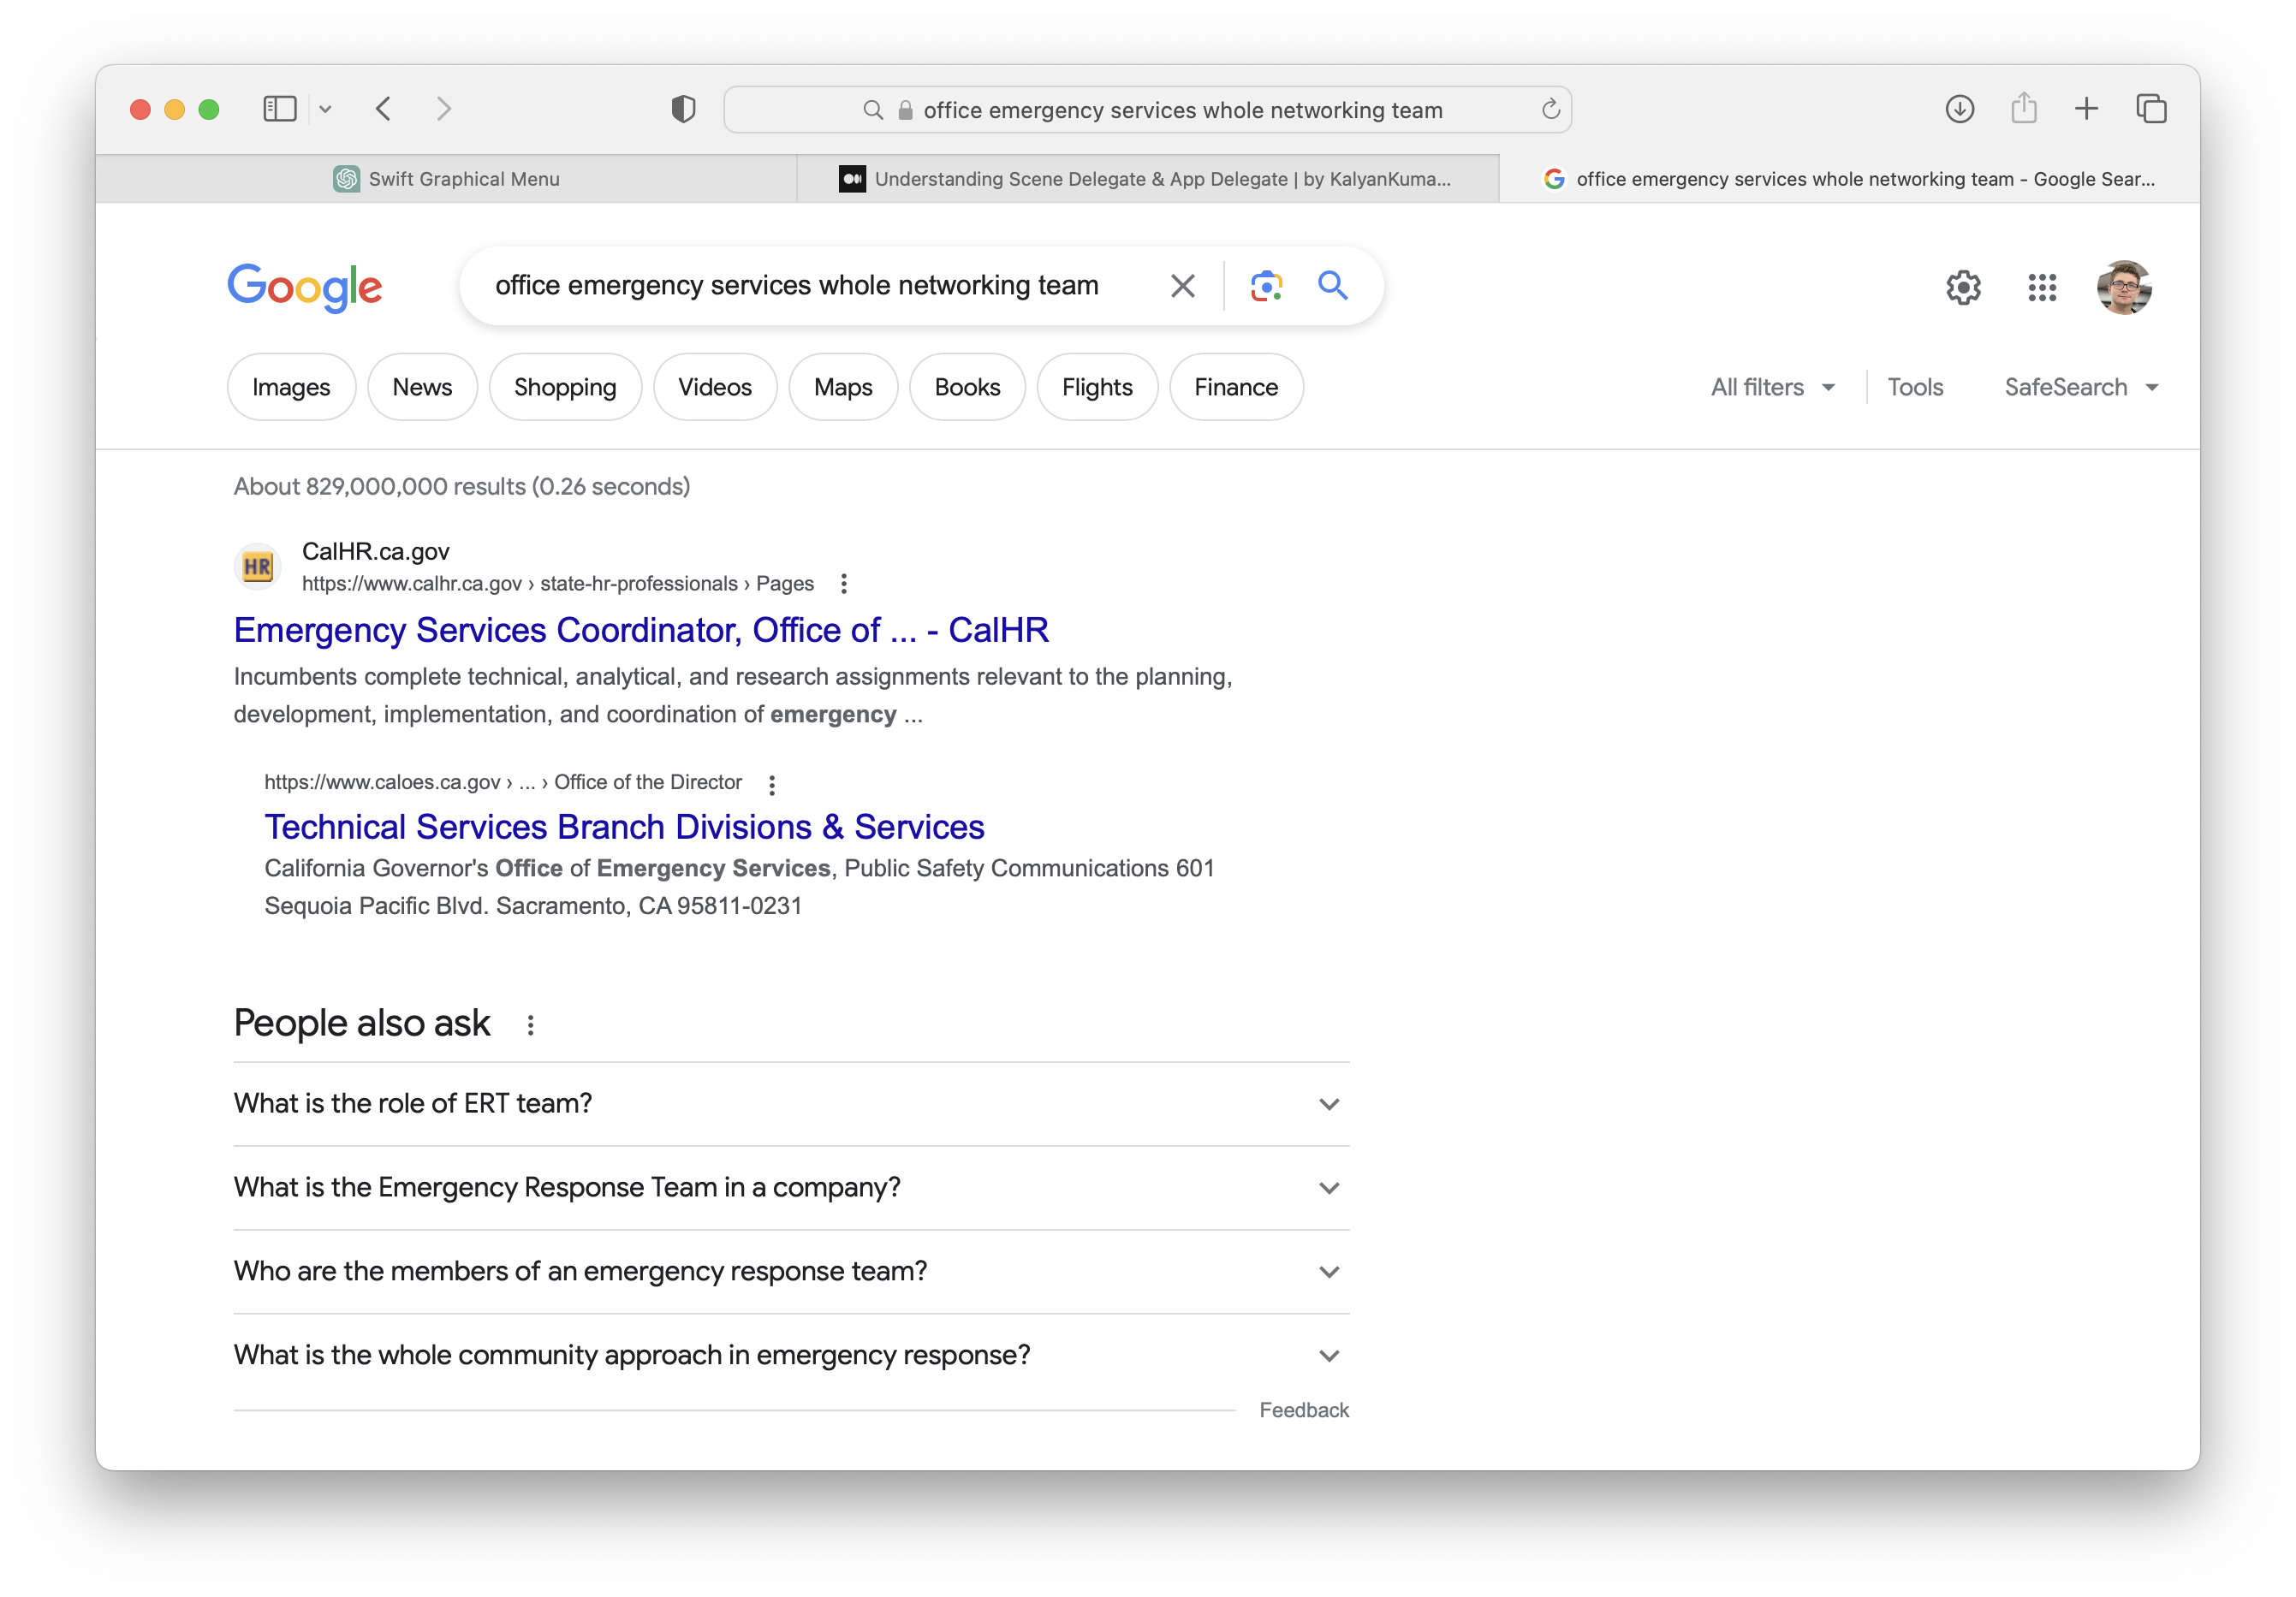 office emergency services whole networking team
Swift Graphical Menu
Understanding Scene Delegate & App Delegate | by KalyanKuma...
office emergency services whole networking team - Google Sear...
Google
office emergency services whole networking team
Images
News
Shopping
Videos
Maps
Books
Flights
Finance
All filters
Tools
SafeSearch
About 829,000,000 results (0.26 seconds)
HR
CalHR.ca.gov
https://www.calhr.ca.gov › state-hr-professionals › Pages
Emergency Services Coordinator, Office of ... - CalHR
Incumbents complete technical, analytical, and research assignments relevant to the planning,
development, implementation, and coordination of emergency ...
https://www.caloes.ca.gov › ... › Office of the Director
Technical Services Branch Divisions & Services
California Governor's Office of Emergency Services, Public Safety Communications 601
Sequoia Pacific Blvd. Sacramento, CA 95811-0231
People also ask
What is the role of ERT team?
What is the Emergency Response Team in a company?
Who are the members of an emergency response team?
What is the whole community approach in emergency response?
Feedback